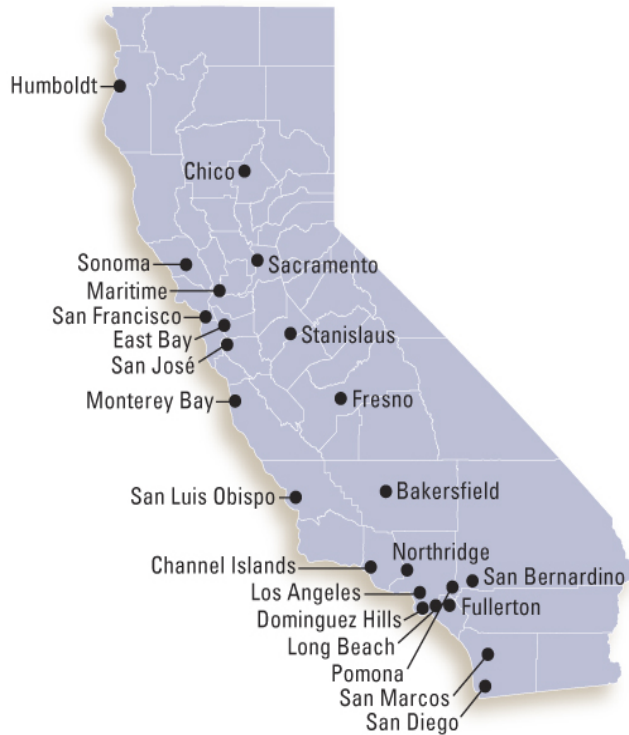 Humboldt
Chico
Sonoma
Sacramento
Maritime
San Francisco
East Bay
Stanislaus
San José
Monterey Bay
Fresno
San Luis Obispo
Bakersfield
Channel Islands
Northridge
San Bernardino
Los Angeles
Fullerton
Dominguez Hills
Long Beach
Pomona
San Marcos
San Diego